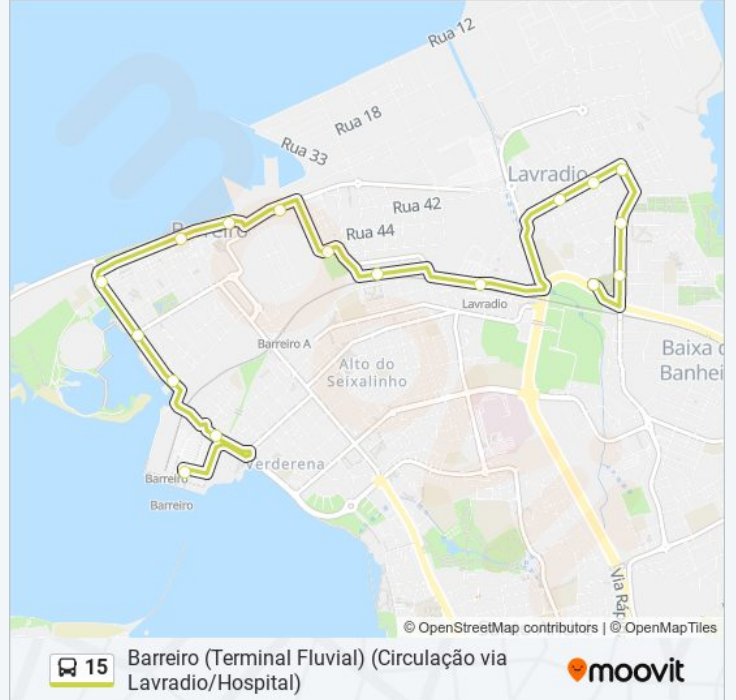 Rua 12
Rua 18
Rua 33
Lavradio
Rua 42
Barreiro
Rua 44
Lavradio
Barreiro A
Baixa
Banhei
Alto do
Seixalinho
Verderena
Barreiro
Barreiro
Via Ráp
© OpenStreetMap contributors | © OpenMapTiles
15
Barreiro (Terminal Fluvial) (Circulação via
Lavradio/Hospital)
moovit